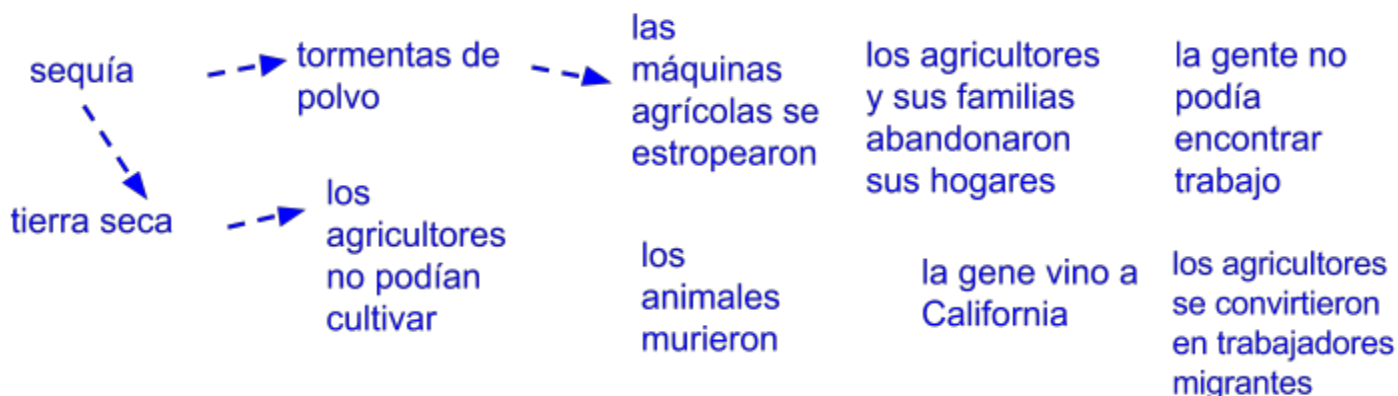 sequía
tormentas de
polvo
las
máquinas
agrícolas se
estropearon
los agricultores
y sus familias
abandonaron
sus hogares
la gente no
podía
encontrar
trabajo
tierra seca
los
agricultores
no podían
cultivar
los
animales
murieron
la gene vino a
California
los agricultores
se convirtieron
en trabajadores
migrantes